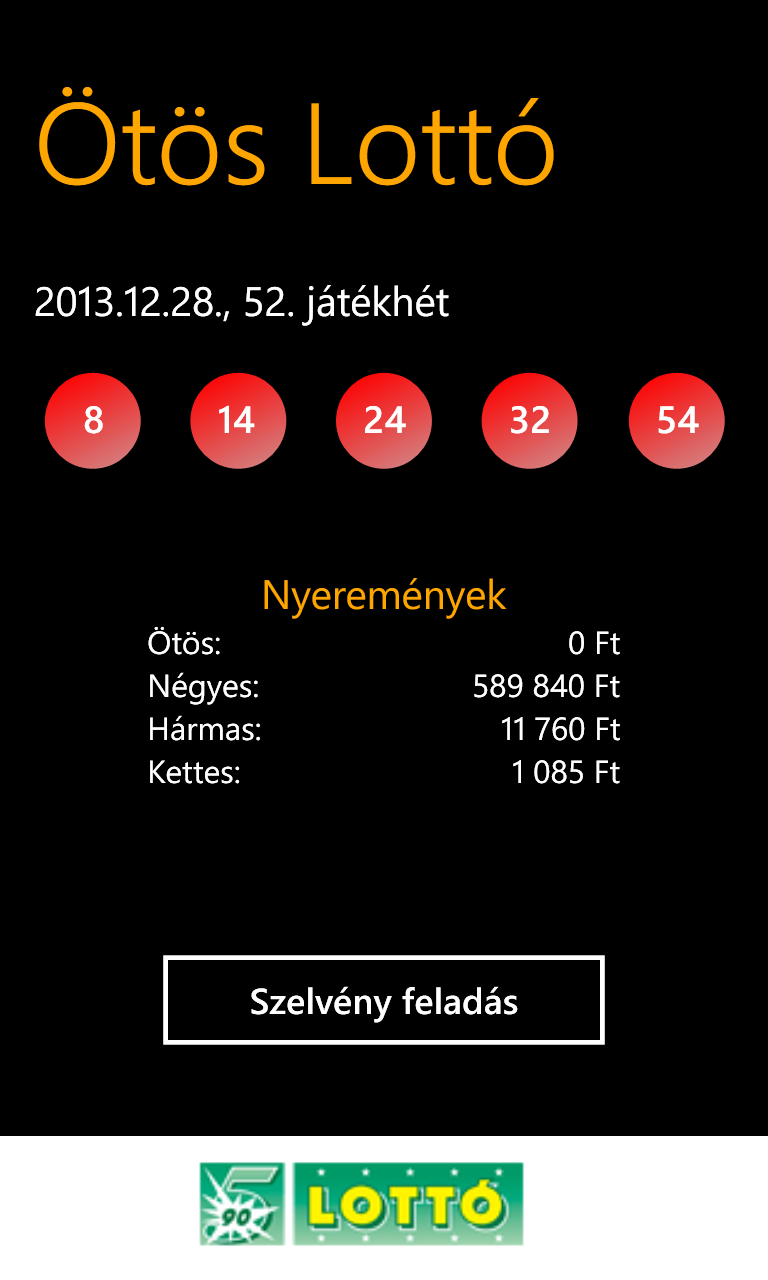 Ötös Lottó
2013.12.28., 52. játékhét
8 14 24 32 54
Nyeremények
Ötös: 0 Ft
Négyes: 589 840 Ft
Hármas: 11 760 Ft
Kettes: 1 085 Ft
Szelvény feladás
5 90 LOTTÓ